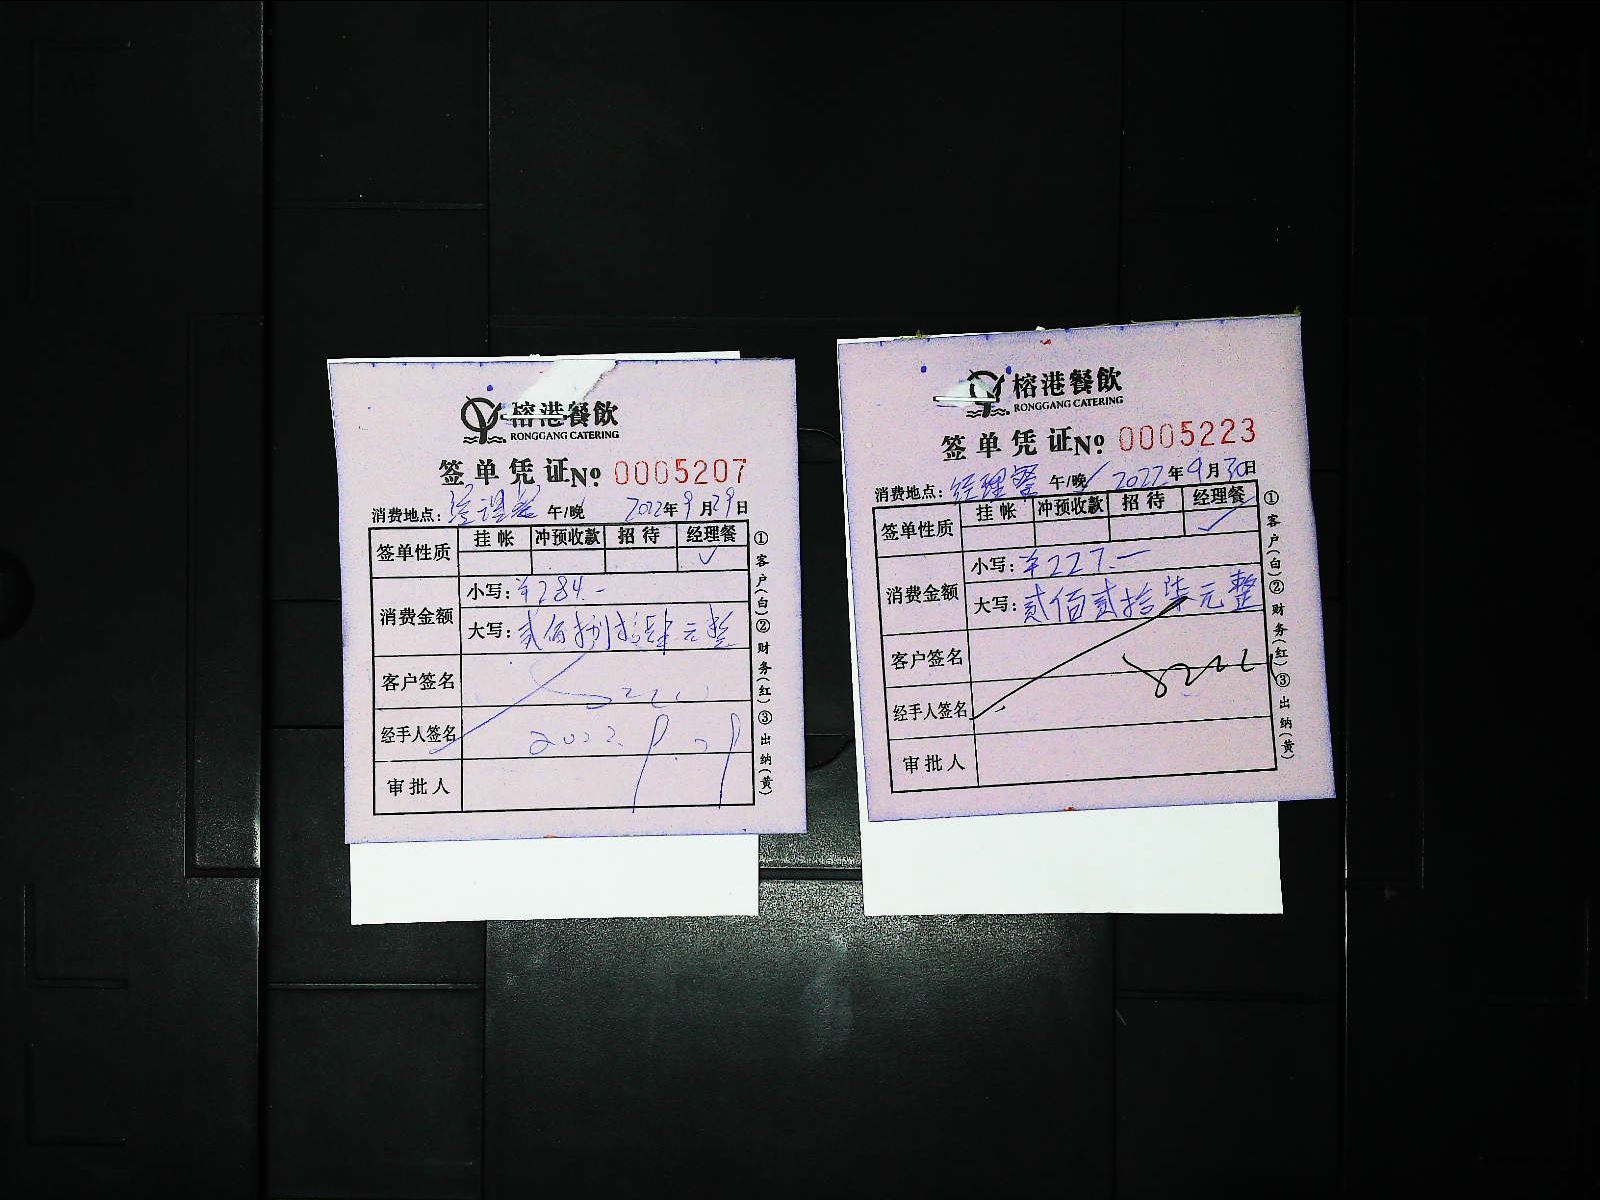 榕港餐飲
RONGGANG CATERING
签单凭证№ 0005207
消费地点：经理餐 午/晚 2022年9月29日
签单性质 挂帐 冲预收款 招待 经理餐
✓
消费金额 小写：¥284.-
大写：贰佰捌拾肆元整
客户签名
经手人签名 2022.9.29
审批人
①客户(白)②财务(红)③出纳(黄)
榕港餐飲
RONGGANG CATERING
签单凭证№ 0005223
消费地点：经理餐 午/晚✓ 2022年9月30日
签单性质 挂帐 冲预收款 招待 经理餐
✓
消费金额 小写：¥227.-
大写：贰佰贰拾柒元整
客户签名
经手人签名
审批人
①客户(白)②财务(红)③出纳(黄)